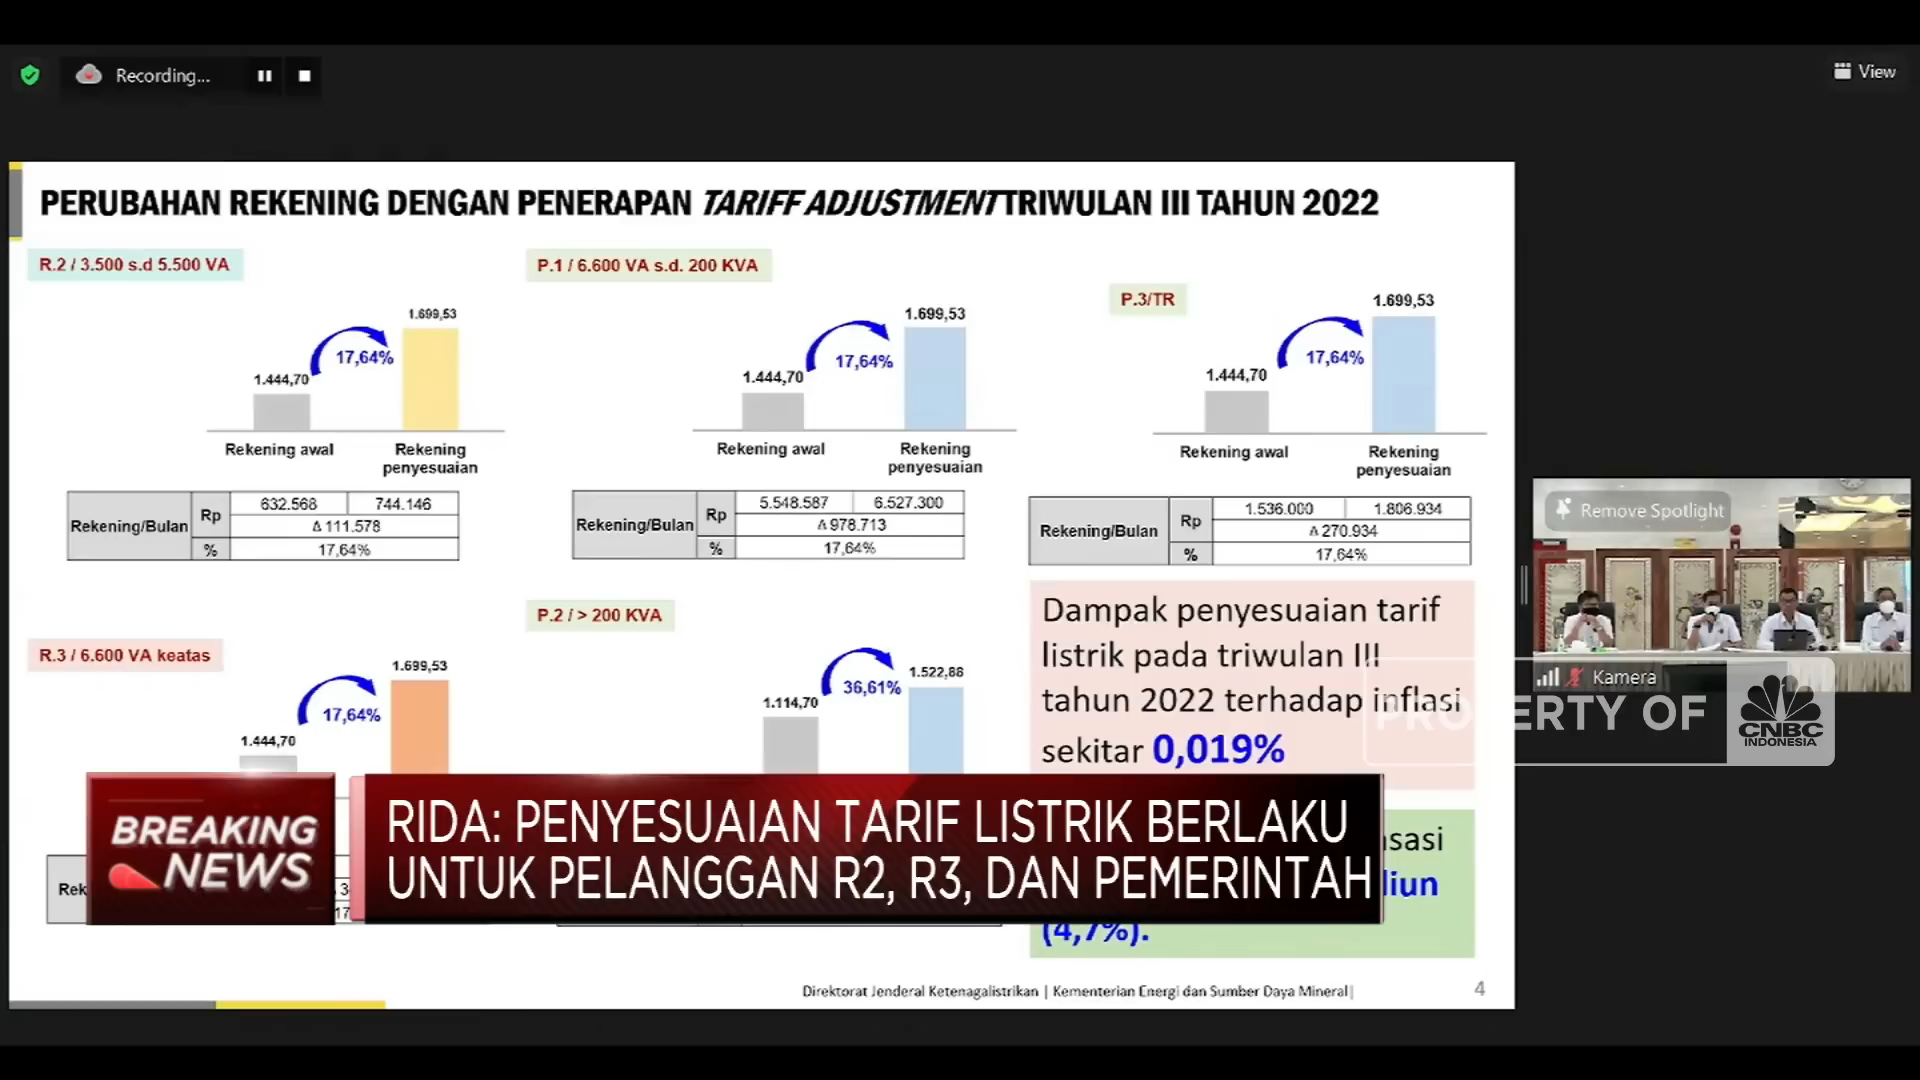 Recording...
View
PERUBAHAN REKENING DENGAN PENERAPAN TARIFF ADJUSTMENT TRIWULAN III TAHUN 2022
R.2 / 3.500 s.d 5.500 VA
1.444,70
17,64%
1.699,53
Rekening awal
Rekening penyesuaian
Rekening/Bulan
Rp
632.568 744.146
Δ 111.578
% 17,64%
P.1 / 6.600 VA s.d. 200 KVA
1.444,70
17,64%
1.699,53
Rekening awal
Rekening penyesuaian
Rekening/Bulan
Rp
5.548.587 6.527.300
Δ 978.713
% 17,64%
P.3/TR
1.444,70
17,64%
1.699,53
Rekening awal
Rekening penyesuaian
Rekening/Bulan
Rp
1.536.000 1.806.934
Δ 270.934
% 17,64%
R.3 / 6.600 VA keatas
1.444,70
17,64%
1.699,53
P.2 / > 200 KVA
1.114,70
36,61%
1.522,88
Dampak penyesuaian tarif
listrik pada triwulan III
tahun 2022 terhadap inflasi
sekitar 0,019%
(4,7%).
Remove Spotlight
Kamera
PROPERTY OF
CNBC
INDONESIA
BREAKING
NEWS
RIDA: PENYESUAIAN TARIF LISTRIK BERLAKU
UNTUK PELANGGAN R2, R3, DAN PEMERINTAH
Direktorat Jenderal Ketenagalistrikan | Kementerian Energi dan Sumber Daya Mineral|
4